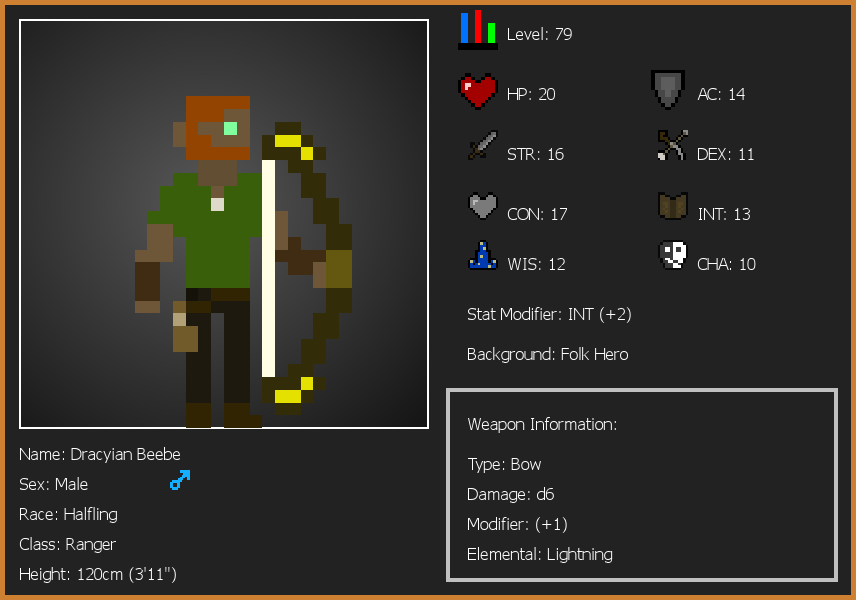 Level: 79
HP: 20
AC: 14
STR: 16
DEX: 11
CON: 17
INT: 13
WIS: 12
CHA: 10
Stat Modifier: INT (+2)
Background: Folk Hero
Weapon Information:
Type: Bow
Damage: d6
Modifier: (+1)
Elemental: Lightning
Name: Dracyian Beebe
Sex: Male
Race: Halfling
Class: Ranger
Height: 120cm (3'11")